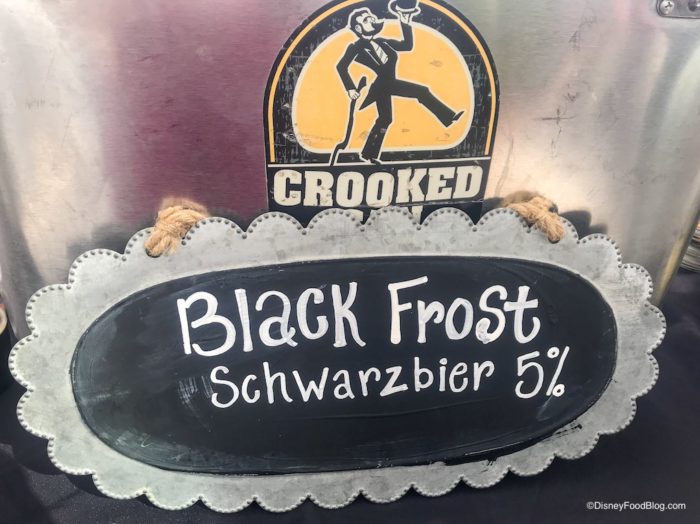 CROOKED
Black Frost
Schwarzbier 5%
©DisneyFoodBlog.com